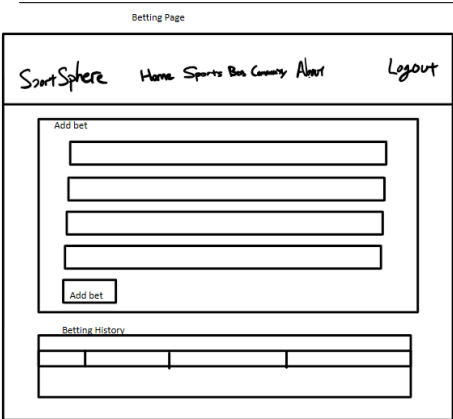 Betting Page
SportSphere Home Sports Bets Community About Logout
Add bet
Add bet
Betting History